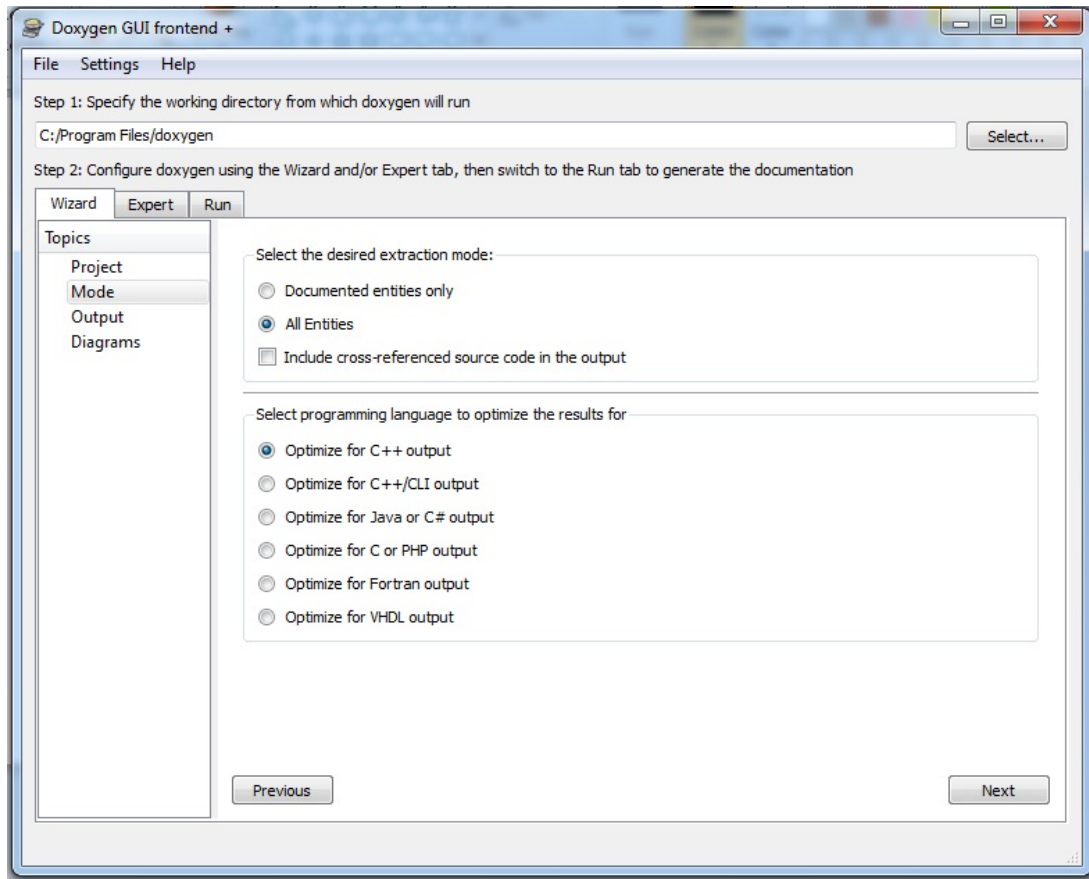 Doxygen GUI frontend +
File Settings Help
Step 1: Specify the working directory from which doxygen will run
C:/Program Files/doxygen
Select...
Step 2: Configure doxygen using the Wizard and/or Expert tab, then switch to the Run tab to generate the documentation
Wizard Expert Run
Topics
Project
Mode
Output
Diagrams
Select the desired extraction mode:
Documented entities only
All Entities
Include cross-referenced source code in the output
Select programming language to optimize the results for
Optimize for C++ output
Optimize for C++/CLI output
Optimize for Java or C# output
Optimize for C or PHP output
Optimize for Fortran output
Optimize for VHDL output
Previous
Next